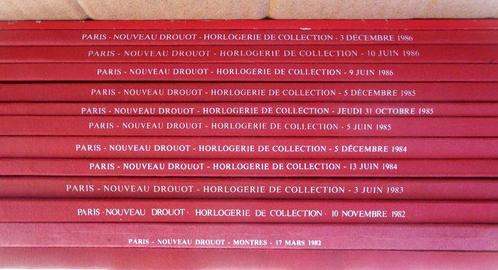 PARIS - NOUVEAU DROUOT - HORLOGERIE DE COLLECTION - 3 DÉCEMBRE 1986
PARIS - NOUVEAU DROUOT - HORLOGERIE DE COLLECTION - 10 JUIN 1986
PARIS - NOUVEAU DROUOT - HORLOGERIE DE COLLECTION - 9 JUIN 1986
PARIS - NOUVEAU DROUOT - HORLOGERIE DE COLLECTION - 5 DÉCEMBRE 1985
PARIS - NOUVEAU DROUOT - HORLOGERIE DE COLLECTION - JEUDI 31 OCTOBRE 1985
PARIS - NOUVEAU DROUOT - HORLOGERIE DE COLLECTION - 5 JUIN 1985
PARIS - NOUVEAU DROUOT - HORLOGERIE DE COLLECTION - 5 DÉCEMBRE 1984
PARIS - NOUVEAU DROUOT - HORLOGERIE DE COLLECTION - 13 JUIN 1984
PARIS - NOUVEAU DROUOT - HORLOGERIE DE COLLECTION - 3 JUIN 1983
PARIS · NOUVEAU DROUOT · HORLOGERIE DE COLLECTION · 10 NOVEMBRE 1982
PARIS - NOUVEAU DROUOT - MONTRES - 17 MARS 1982